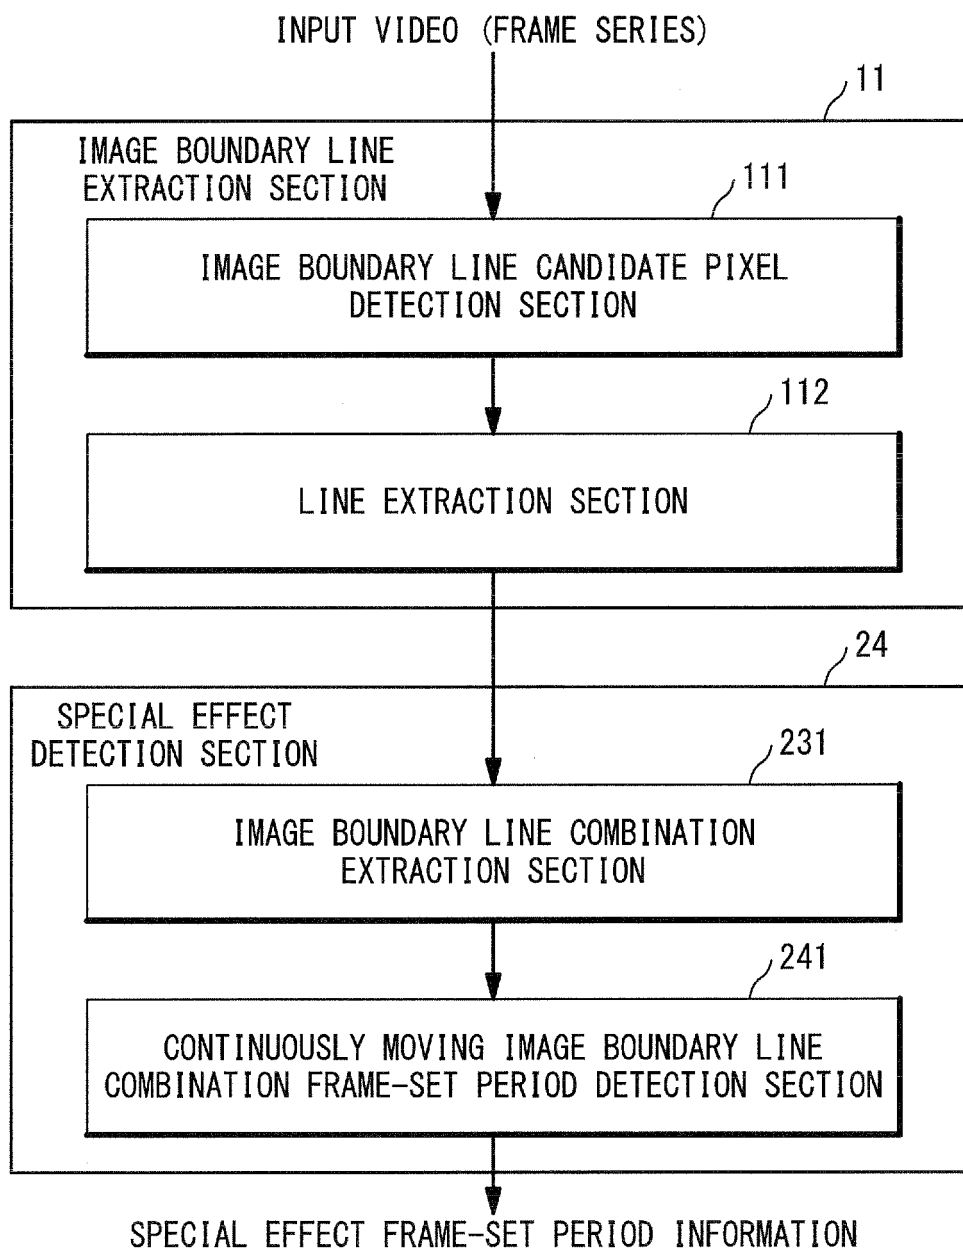 INPUT VIDEO (FRAME SERIES)
11
IMAGE BOUNDARY LINE
EXTRACTION SECTION
111
IMAGE BOUNDARY LINE CANDIDATE PIXEL
DETECTION SECTION
112
LINE EXTRACTION SECTION
24
SPECIAL EFFECT
DETECTION SECTION
231
IMAGE BOUNDARY LINE COMBINATION
EXTRACTION SECTION
241
CONTINUOUSLY MOVING IMAGE BOUNDARY LINE
COMBINATION FRAME-SET PERIOD DETECTION SECTION
SPECIAL EFFECT FRAME-SET PERIOD INFORMATION